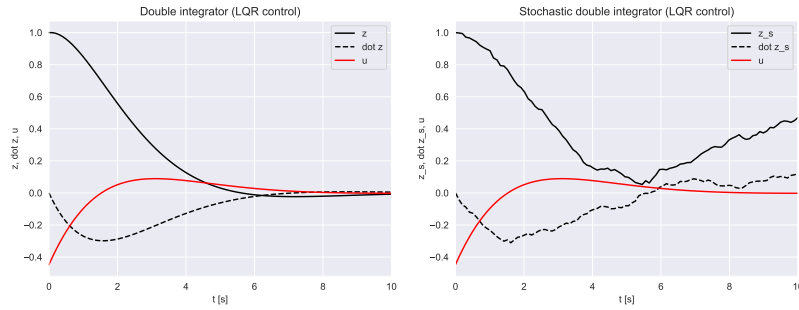 Double integrator (LQR control)
z, dot z, u
1.0
0.8
0.6
0.4
0.2
0.0
−0.2
−0.4
z
dot z
u
0
2
4
6
8
10
t [s]
Stochastic double integrator (LQR control)
z_s, dot z_s, u
1.0
0.8
0.6
0.4
0.2
0.0
−0.2
−0.4
z_s
dot z_s
u
0
2
4
6
8
10
t [s]